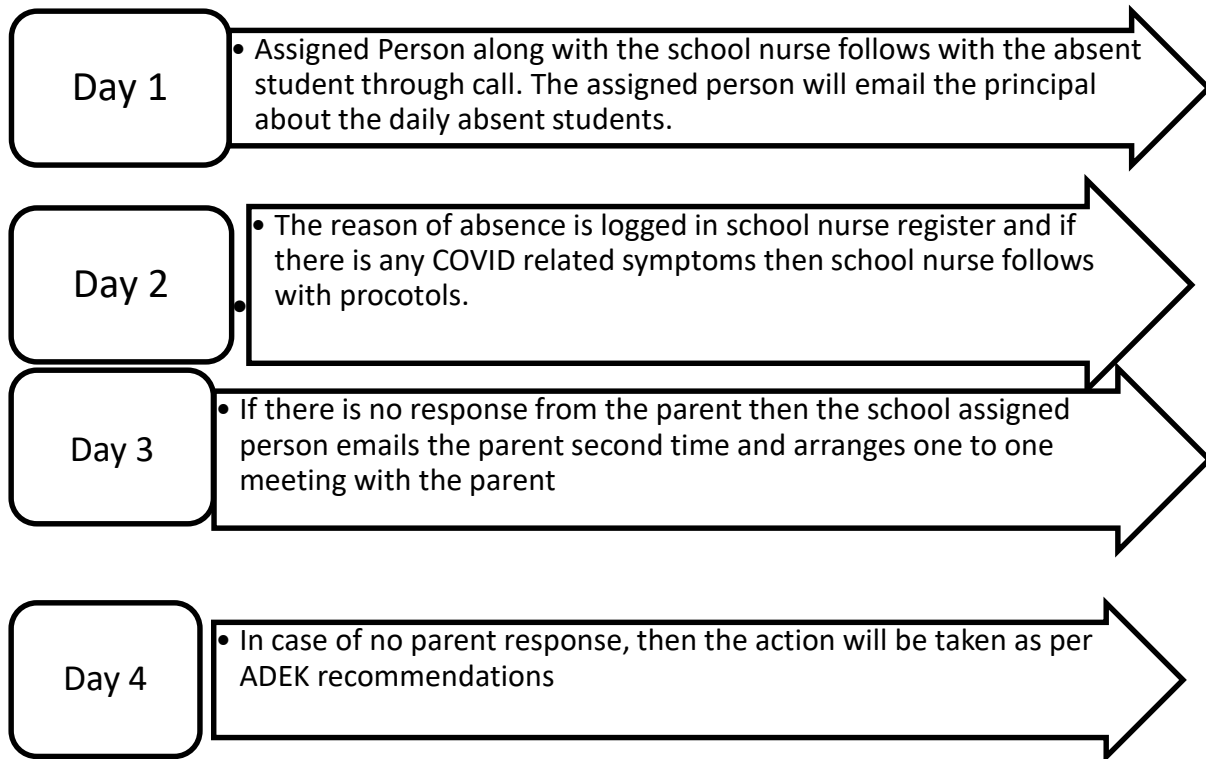 Day 1
• Assigned Person along with the school nurse follows with the absent
student through call. The assigned person will email the principal
about the daily absent students.
Day 2
• The reason of absence is logged in school nurse register and if
there is any COVID related symptoms then school nurse follows
with procotols.
•
Day 3
• If there is no response from the parent then the school assigned
person emails the parent second time and arranges one to one
meeting with the parent
Day 4
• In case of no parent response, then the action will be taken as per
ADEK recommendations